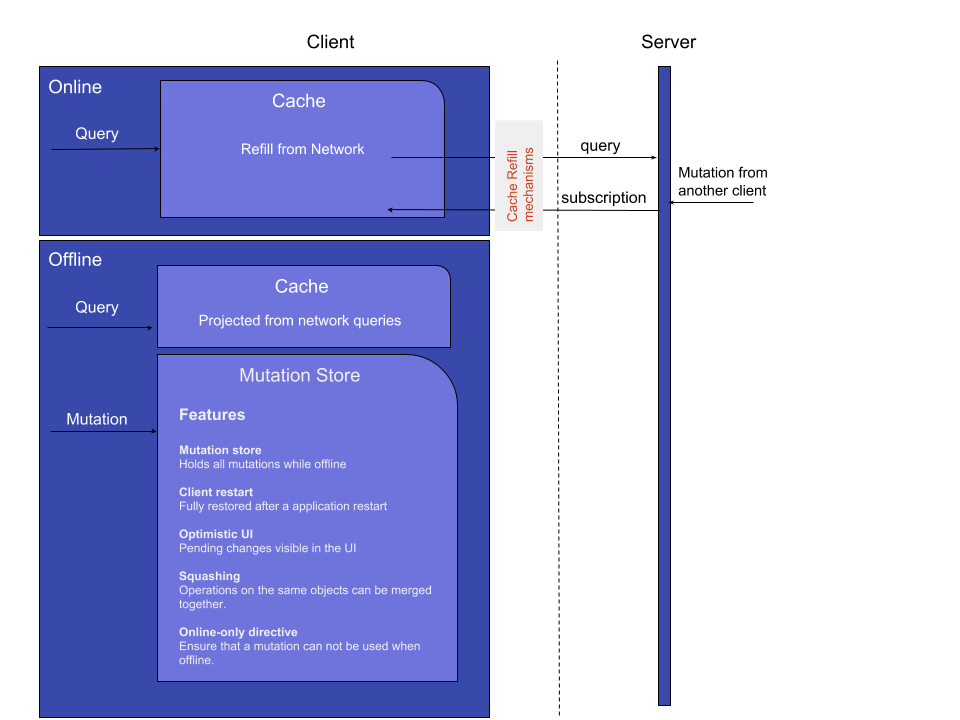 Client
Server
Online
Cache
Query
Refill from Network
Cache Refill
mechanisms
query
subscription
Mutation from
another client
Offline
Cache
Query
Projected from network queries
Mutation Store
Features
Mutation
Mutation store
Holds all mutations while offline
Client restart
Fully restored after a application restart
Optimistic UI
Pending changes visible in the UI
Squashing
Operations on the same objects can be merged
together.
Online-only directive
Ensure that a mutation can not be used when
offline.